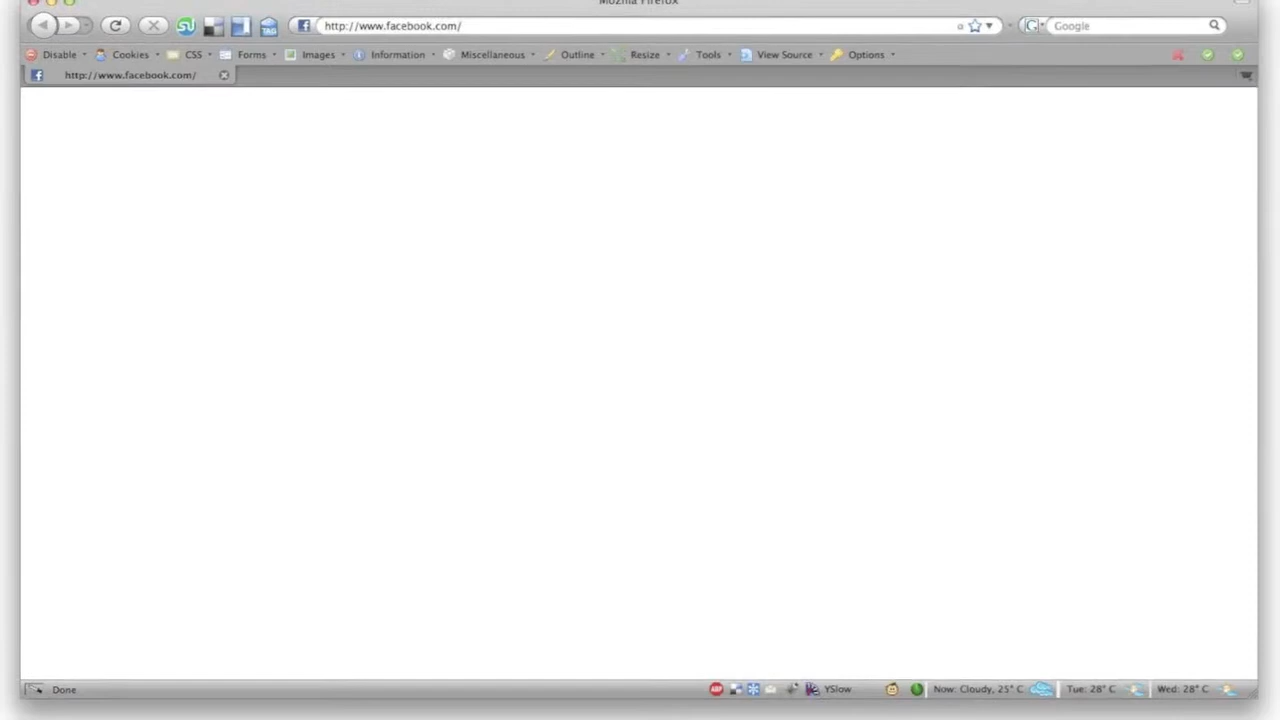 Mozilla Firefox
http://www.facebook.com/
Google
Disable Cookies CSS Forms Images Information Miscellaneous Outline Resize Tools View Source Options
http://www.facebook.com/
Done
ABP
YSlow
Now: Cloudy, 25° C
Tue: 28° C
Wed: 28° C